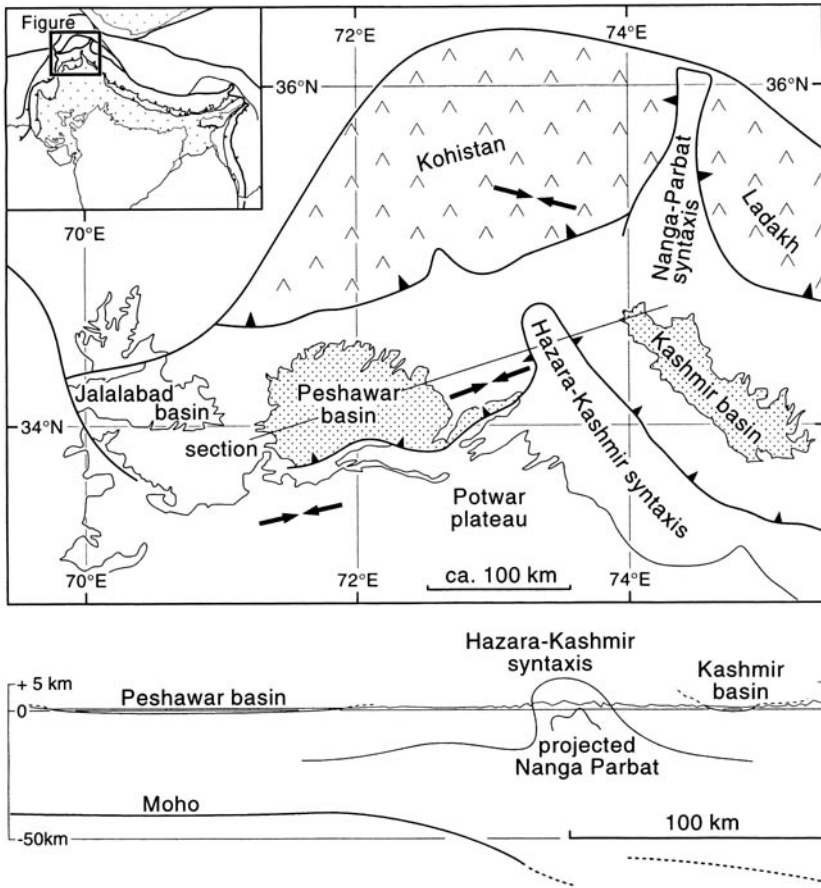 Figure
72°E
74°E
36°N
36°N
Kohistan
Nanga-Parbat
syntaxis
Ladakh
70°E
Hazara-Kashmir syntaxis
Kashmir basin
Jalalabad
basin
Peshawar
basin
34°N
section
34°N
Potwar
plateau
70°E
72°E
ca. 100 km
74°E
Hazara-Kashmir
syntaxis
Kashmir
basin
+ 5 km
Peshawar basin
0
projected
Nanga Parbat
Moho
100 km
-50km